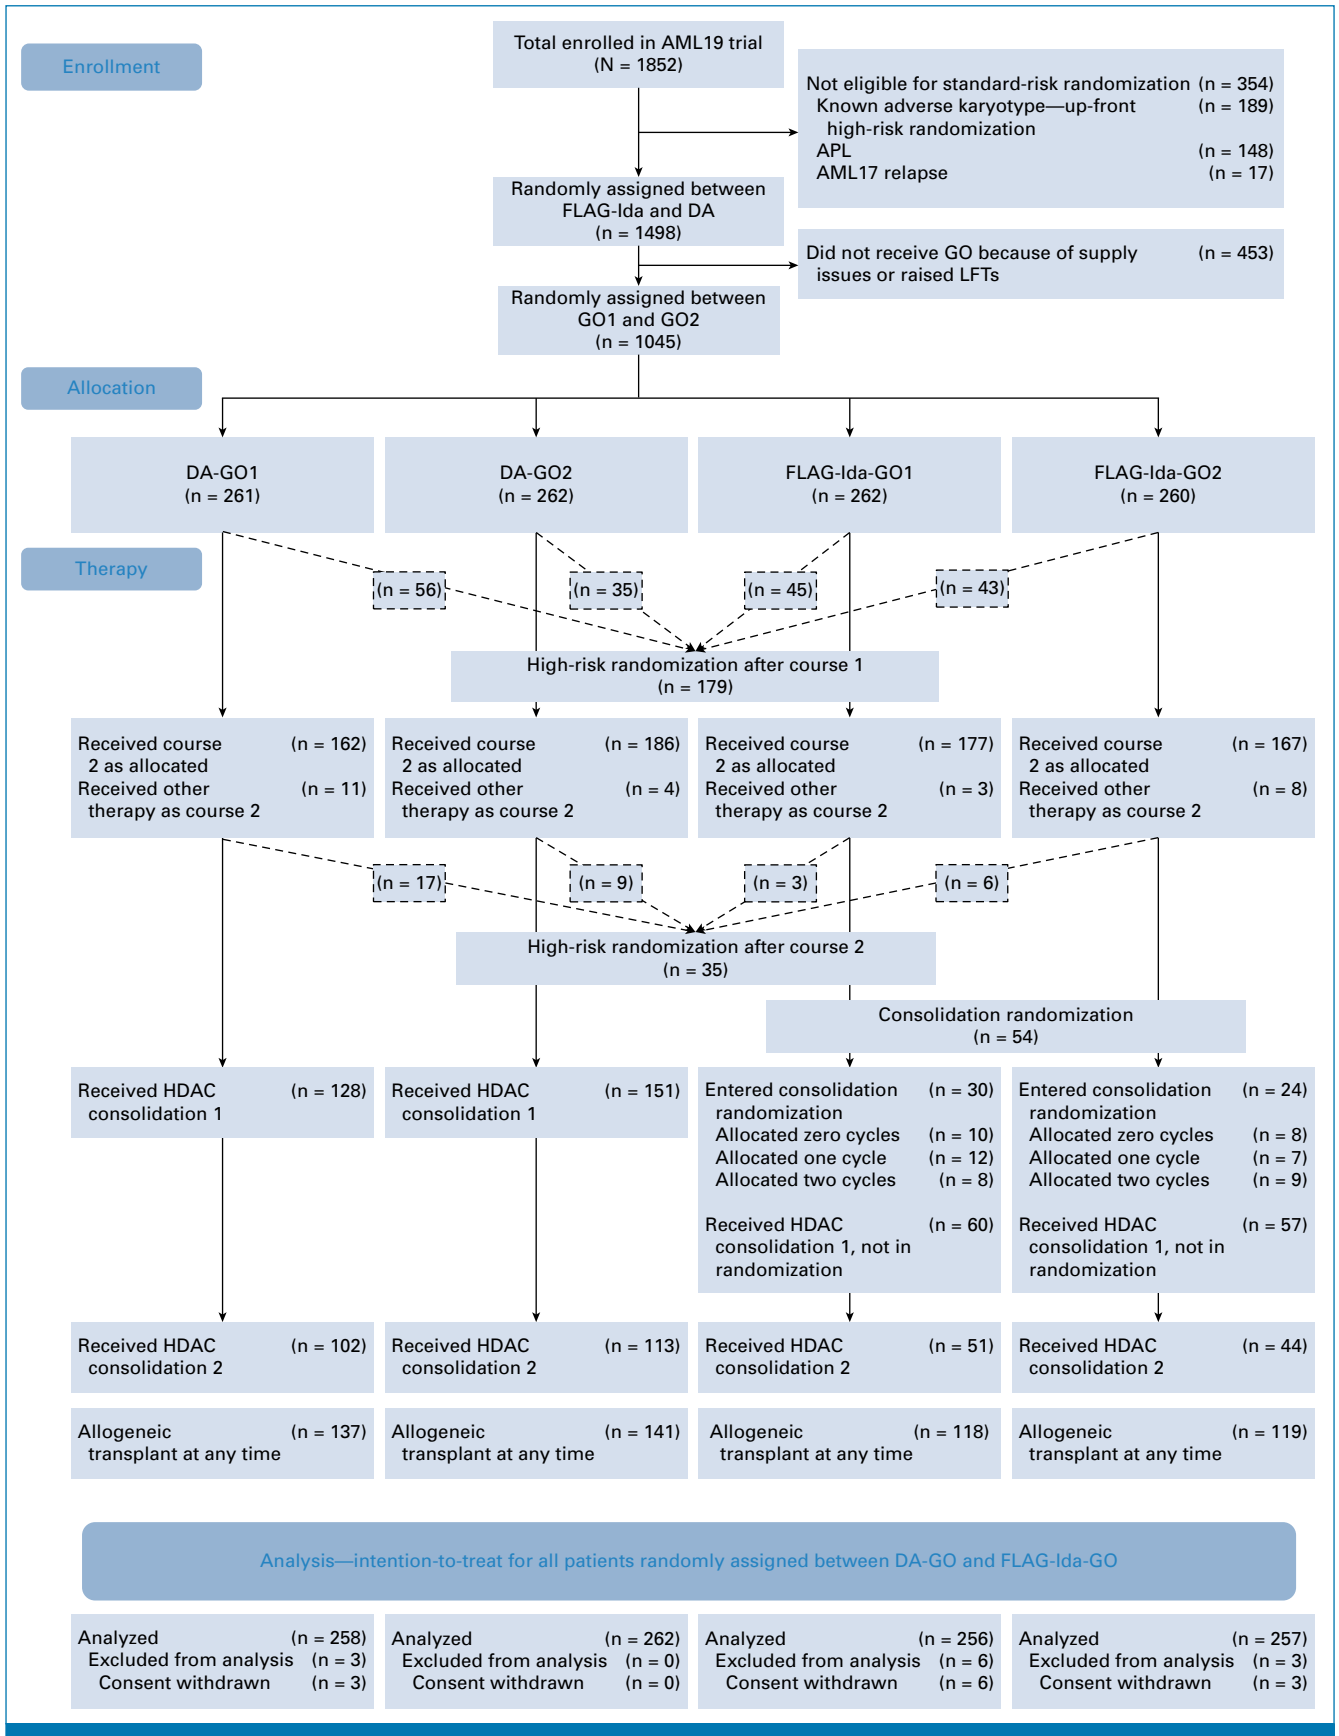 Enrollment
Total enrolled in AML19 trial
(N = 1852)
Not eligible for standard-risk randomization (n = 354)
Known adverse karyotype—up-front (n = 189)
high-risk randomization
APL (n = 148)
AML17 relapse (n = 17)
Randomly assigned between
FLAG-Ida and DA
(n = 1498)
Did not receive GO because of supply (n = 453)
issues or raised LFTs
Randomly assigned between
GO1 and GO2
(n = 1045)
Allocation
DA-GO1
(n = 261)
DA-GO2
(n = 262)
FLAG-Ida-GO1
(n = 262)
FLAG-Ida-GO2
(n = 260)
Therapy
(n = 56)
(n = 35)
(n = 45)
(n = 43)
High-risk randomization after course 1
(n = 179)
Received course (n = 162)
2 as allocated
Received other (n = 11)
therapy as course 2
Received course (n = 186)
2 as allocated
Received other (n = 4)
therapy as course 2
Received course (n = 177)
2 as allocated
Received other (n = 3)
therapy as course 2
Received course (n = 167)
2 as allocated
Received other (n = 8)
therapy as course 2
(n = 17)
(n = 9)
(n = 3)
(n = 6)
High-risk randomization after course 2
(n = 35)
Consolidation randomization
(n = 54)
Received HDAC (n = 128)
consolidation 1
Received HDAC (n = 151)
consolidation 1
Entered consolidation (n = 30)
randomization
Allocated zero cycles (n = 10)
Allocated one cycle (n = 12)
Allocated two cycles (n = 8)
Received HDAC (n = 60)
consolidation 1, not in
randomization
Entered consolidation (n = 24)
randomization
Allocated zero cycles (n = 8)
Allocated one cycle (n = 7)
Allocated two cycles (n = 9)
Received HDAC (n = 57)
consolidation 1, not in
randomization
Received HDAC (n = 102)
consolidation 2
Received HDAC (n = 113)
consolidation 2
Received HDAC (n = 51)
consolidation 2
Received HDAC (n = 44)
consolidation 2
Allogeneic (n = 137)
transplant at any time
Allogeneic (n = 141)
transplant at any time
Allogeneic (n = 118)
transplant at any time
Allogeneic (n = 119)
transplant at any time
Analysis—intention-to-treat for all patients randomly assigned between DA-GO and FLAG-Ida-GO
Analyzed (n = 258)
Excluded from analysis (n = 3)
Consent withdrawn (n = 3)
Analyzed (n = 262)
Excluded from analysis (n = 0)
Consent withdrawn (n = 0)
Analyzed (n = 256)
Excluded from analysis (n = 6)
Consent withdrawn (n = 6)
Analyzed (n = 257)
Excluded from analysis (n = 3)
Consent withdrawn (n = 3)